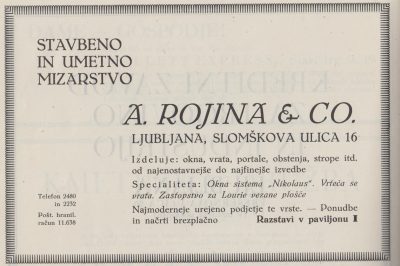 STAVBENO
IN UMETNO
MIZARSTVO
A. ROJINA & CO.
LJUBLJANA, SLOMŠKOVA ULICA 16
Izdeluje: okna, vrata, portale, obstenja, strope itd.
od najenostavnejše do najfinejše izvedbe
Specialiteta: Okna sistema „Nikolaus“. Vrteča se
vrata. Zastopstvo za Lourie vezane plošče
Najmoderneje urejeno podjetje te vrste. — Ponudbe
in načrti brezplačno Razstavi v paviljonu I
Telefon 2480
in 2232
Pošt. hranil.
račun 11.638